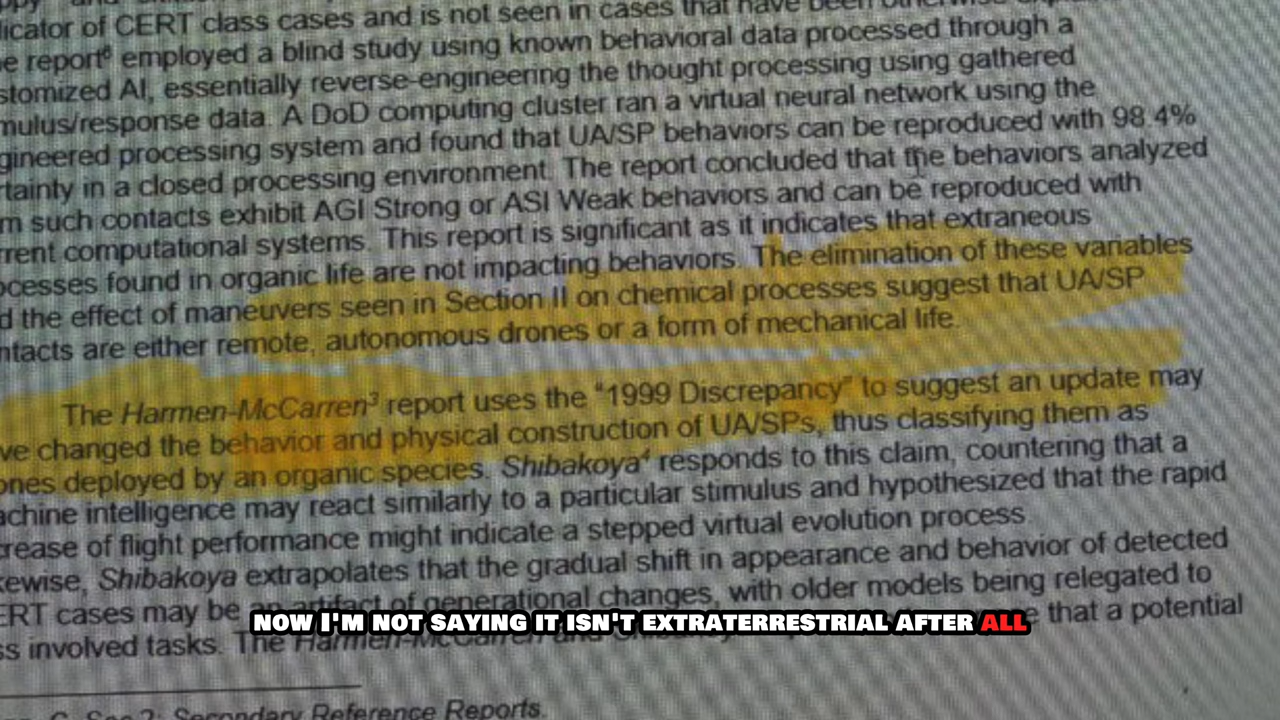 icator of CERT class cases and is not seen in cases that have been
e report⁶ employed a blind study using known behavioral data processed through a
stomized AI, essentially reverse-engineering the thought processing using gathered
mulus/response data. A DoD computing cluster ran a virtual neural network using the
gineered processing system and found that UA/SP behaviors can be reproduced with 98.4%
rtainty in a closed processing environment. The report concluded that the behaviors analyzed
m such contacts exhibit AGI Strong or ASI Weak behaviors and can be reproduced with
rrent computational systems. This report is significant as it indicates that extraneous
ocesses found in organic life are not impacting behaviors. The elimination of these variables
d the effect of maneuvers seen in Section II on chemical processes suggest that UA/SP
ntacts are either remote, autonomous drones or a form of mechanical life.
The Harmen-McCarren³ report uses the "1999 Discrepancy" to suggest an update may
ve changed the behavior and physical construction of UA/SPs, thus classifying them as
ones deployed by an organic species. Shibakoya⁴ responds to this claim, countering that a
achine intelligence may react similarly to a particular stimulus and hypothesized that the rapid
crease of flight performance might indicate a stepped virtual evolution process
kewise, Shibakoya extrapolates that the gradual shift in appearance and behavior of detected
ERT cases may be an artifact of generational changes, with older models being relegated to
ss involved tasks. The Harmen-McCarren and that a potential
NOW I'M NOT SAYING IT ISN'T EXTRATERRESTRIAL AFTER ALL
Sec 2: Secondary Reference Reports.